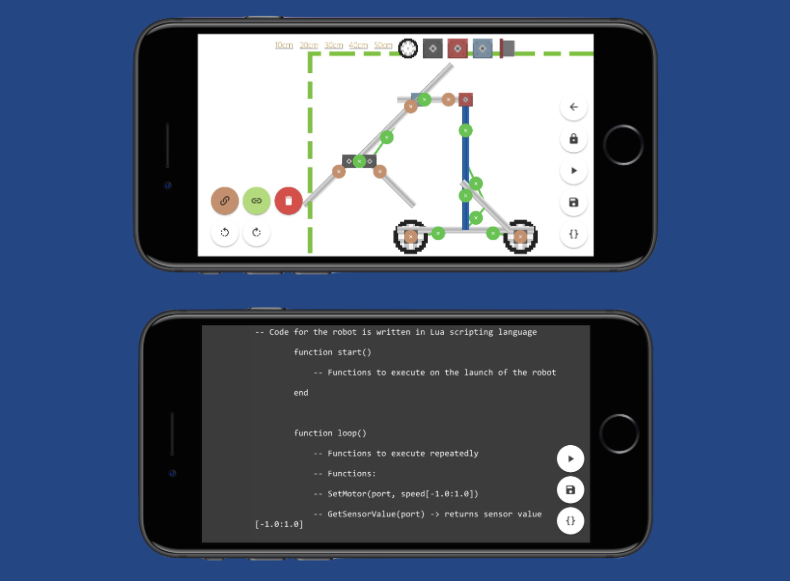 10cm 20cm 30cm 40cm 50cm
{}
-- Code for the robot is written in Lua scripting language
function start()
-- Functions to execute on the launch of the robot
end
function loop()
-- Functions to execute repeatedly
-- Functions:
-- SetMotor(port, speed[-1.0:1.0])
-- GetSensorValue(port) -> returns sensor value
[-1.0:1.0]
{}